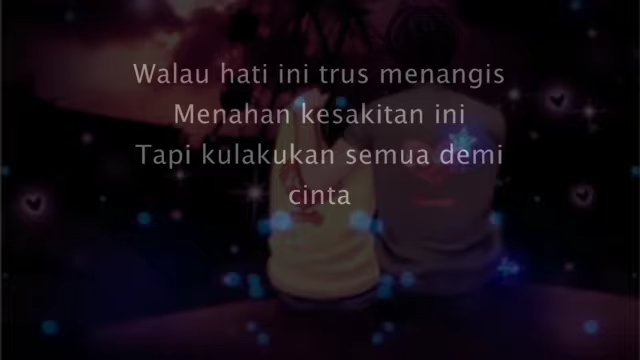 Walau hati ini trus menangis
Menahan kesakitan ini
Tapi kulakukan semua demi
cinta